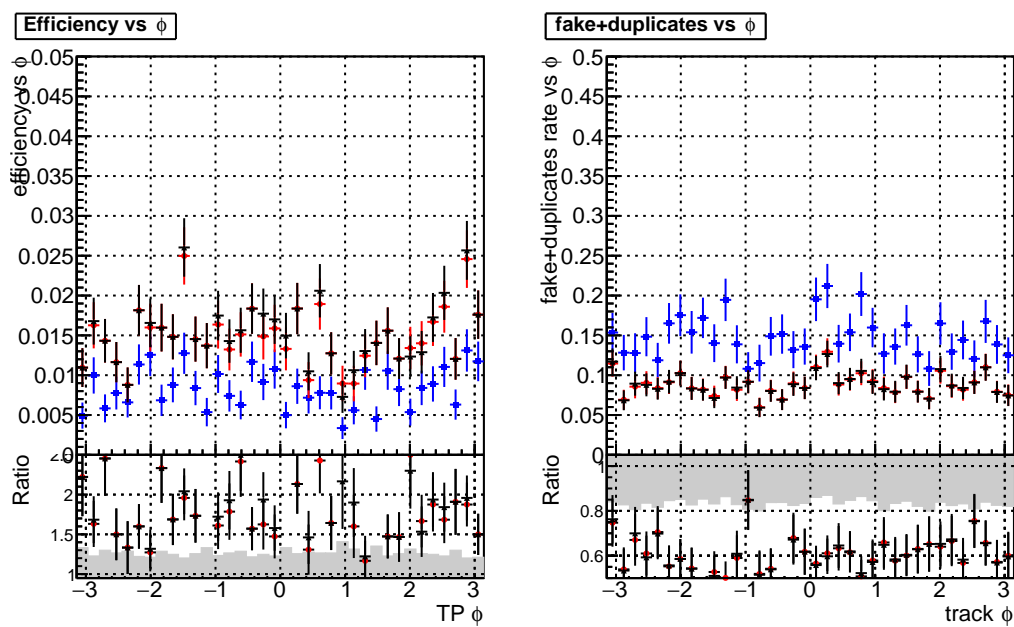 Efficiency vs ϕ
efficiency vs ϕ
0.05
0.045
0.04
0.035
0.03
0.025
0.02
0.015
0.01
0.005
0
Ratio
2
1.5
1
−3 −2 −1 0 1 2 3
TP ϕ
fake+duplicates vs ϕ
fake+duplicates rate vs ϕ
0.5
0.45
0.4
0.35
0.3
0.25
0.2
0.15
0.1
0.05
0
Ratio
1
0.8
0.6
−3 −2 −1 0 1 2 3
track ϕ